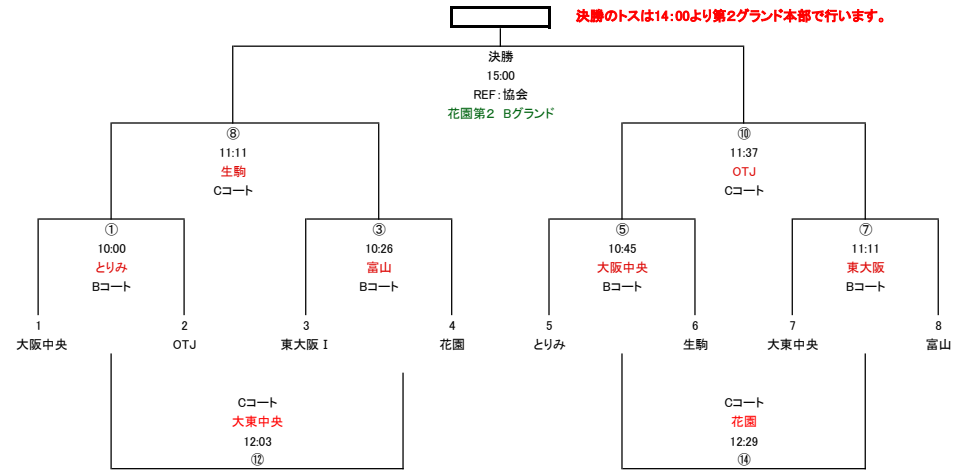 決勝のトスは14:00より第2グランド本部で行います。
決勝
15:00
REF:協会
花園第2 Bグランド
⑧
11:11
生駒
Cコート
⑩
11:37
OTJ
Cコート
①
10:00
とりみ
Bコート
③
10:26
富山
Bコート
⑤
10:45
大阪中央
Bコート
⑦
11:11
東大阪
Bコート
1 2 3 4 5 6 7 8
大阪中央 OTJ 東大阪Ⅰ 花園 とりみ 生駒 大東中央 富山
Cコート
大東中央
12:03
⑫
Cコート
花園
12:29
⑭